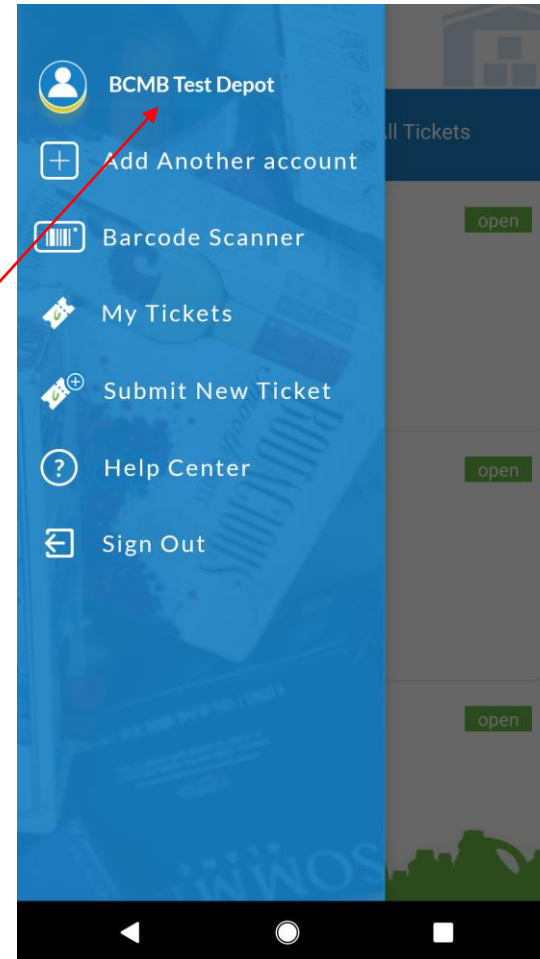 BCMB Test Depot
All Tickets
Add Another account
open
Barcode Scanner
My Tickets
Submit New Ticket
Help Center
open
Sign Out
open